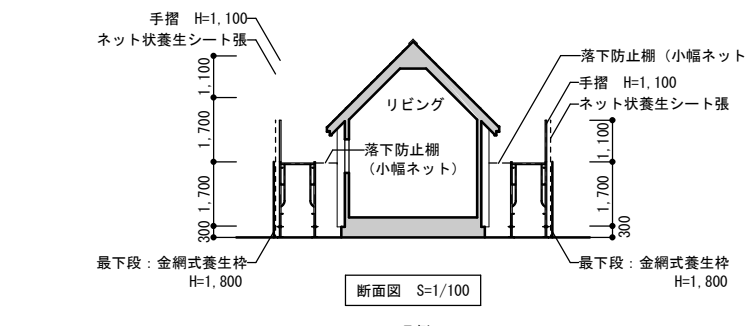 手摺 H=1,100
ネット状養生シート張
1,100
1,700
1,700
300
リビング
落下防止棚
(小幅ネット)
落下防止棚(小幅ネット
手摺 H=1,100
ネット状養生シート張
1,100
1,700
300
最下段:金網式養生枠
H=1,800
最下段:金網式養生枠
H=1,800
断面図 S=1/100